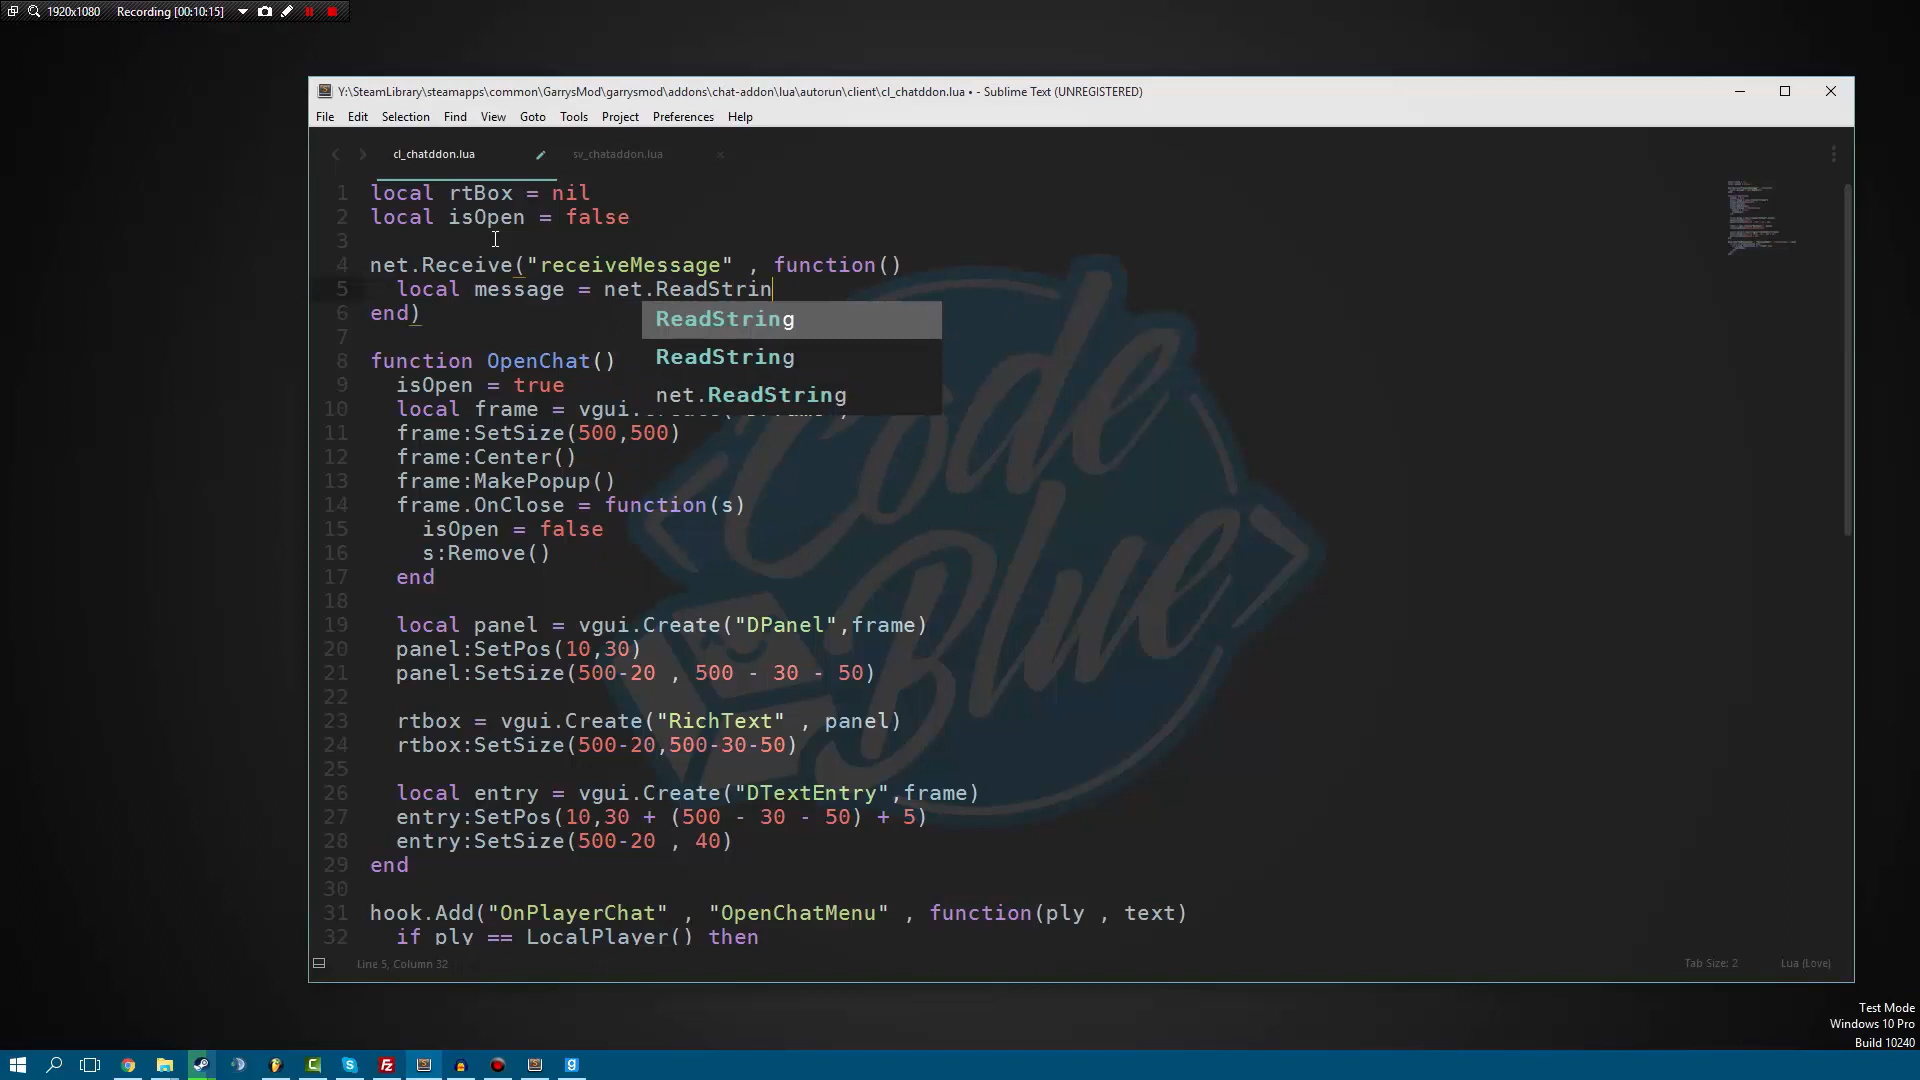 1920x1080 Recording [00:10:15]
Y:\SteamLibrary\steamapps\common\GarrysMod\garrysmod\addons\chat-addon\lua\autorun\client\cl_chatddon.lua • - Sublime Text (UNREGISTERED)
File Edit Selection Find View Goto Tools Project Preferences Help
cl_chatddon.lua sv_chataddon.lua
1 local rtBox = nil
2 local isOpen = false
3
4 net.Receive("receiveMessage" , function()
5 local message = net.ReadStrin
6 end)
ReadString
7
8 function OpenChat()
ReadString
9 isOpen = true
net.ReadString
10 local frame = vgui.
11 frame:SetSize(500,500)
12 frame:Center()
13 frame:MakePopup()
14 frame.OnClose = function(s)
15 isOpen = false
16 s:Remove()
17 end
18
19 local panel = vgui.Create("DPanel",frame)
20 panel:SetPos(10,30)
21 panel:SetSize(500-20 , 500 - 30 - 50)
22
23 rtbox = vgui.Create("RichText" , panel)
24 rtbox:SetSize(500-20,500-30-50)
25
26 local entry = vgui.Create("DTextEntry",frame)
27 entry:SetPos(10,30 + (500 - 30 - 50) + 5)
28 entry:SetSize(500-20 , 40)
29 end
30
31 hook.Add("OnPlayerChat" , "OpenChatMenu" , function(ply , text)
32 if ply == LocalPlayer() then
Code
Blue
Line 5, Column 32 Tab Size: 2 Lua (Love)
Test Mode
Windows 10 Pro
Build 10240